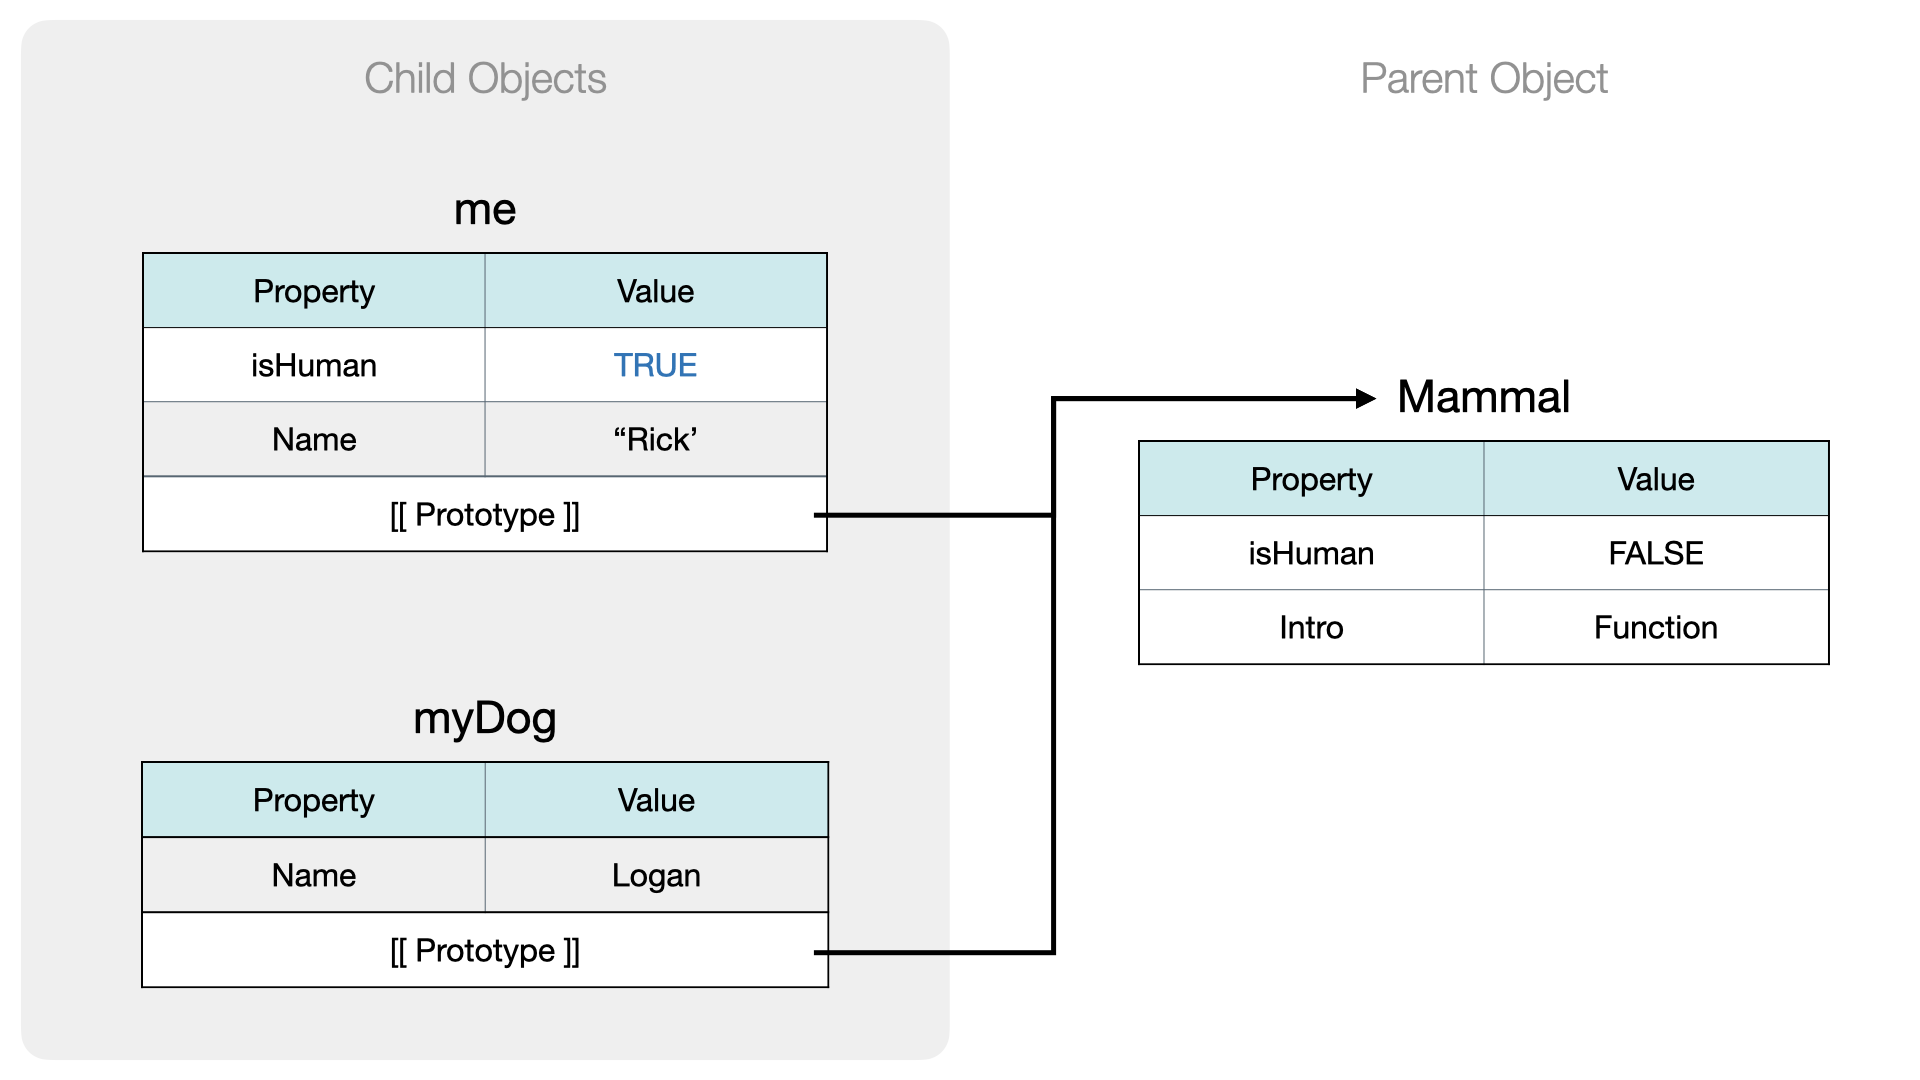 Child Objects
Parent Object
me
Property Value
isHuman TRUE
Name “Rick’
[[ Prototype ]]
Mammal
Property Value
isHuman FALSE
Intro Function
myDog
Property Value
Name Logan
[[ Prototype ]]